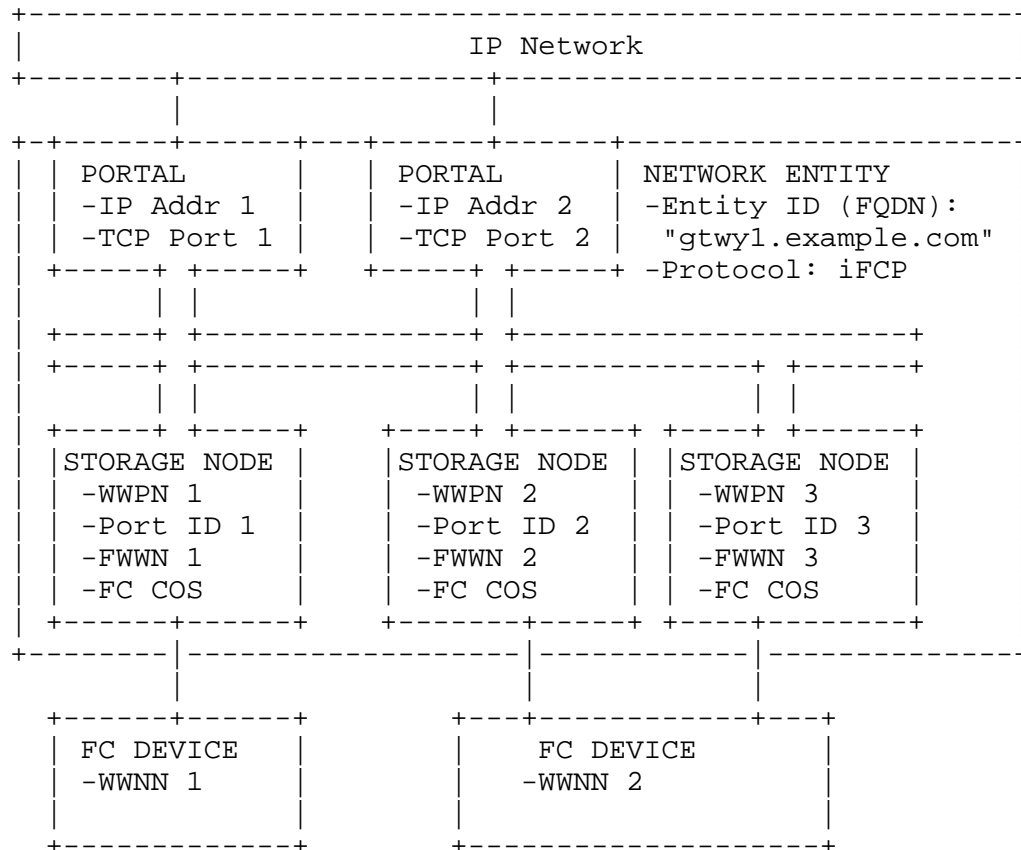 IP Network
PORTAL PORTAL NETWORK ENTITY
-IP Addr 1 -IP Addr 2 -Entity ID (FQDN):
-TCP Port 1 -TCP Port 2 "gtwy1.example.com"
-Protocol: iFCP
STORAGE NODE STORAGE NODE STORAGE NODE
-WWPN 1 -WWPN 2 -WWPN 3
-Port ID 1 -Port ID 2 -Port ID 3
-FWWN 1 -FWWN 2 -FWWN 3
-FC COS -FC COS -FC COS
FC DEVICE FC DEVICE
-WWNN 1 -WWNN 2